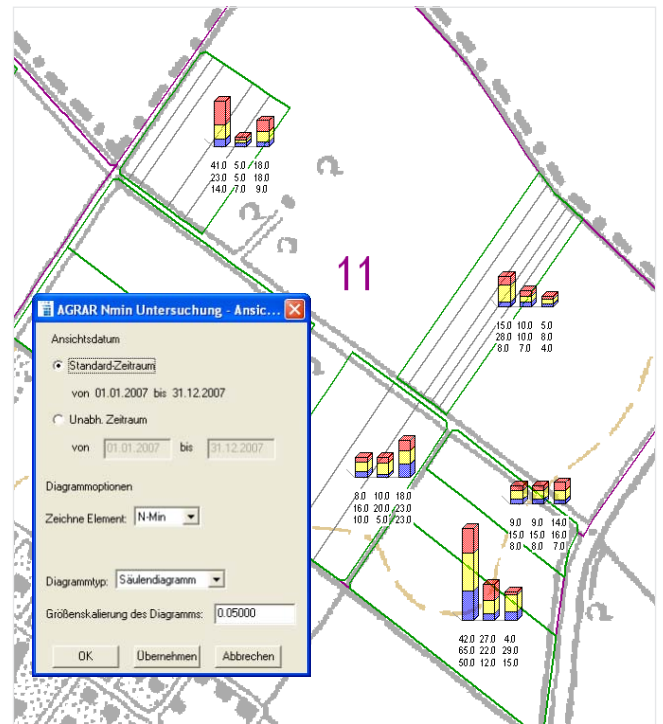 41.0 5.0 18.0
23.0 5.0 18.0
14.0 7.0 9.0
11
15.0 10.0 5.0
28.0 10.0 8.0
8.0 7.0 4.0
AGRAR Nmin Untersuchung - Ansic...
Ansichtsdatum
Standard-Zeitraum
von 01.01.2007 bis 31.12.2007
Unabh. Zeitraum
von 01.01.2007 bis 31.12.2007
Diagrammoptionen
Zeichne Element: N-Min
Diagrammtyp: Säulendiagramm
Größenskalierung des Diagramms: 0.05000
OK Übernehmen Abbrechen
8.0 10.0 18.0
16.0 20.0 23.0
10.0 5.0 23.0
9.0 9.0 14.0
15.0 15.0 16.0
8.0 8.0 7.0
42.0 27.0 4.0
65.0 22.0 29.0
50.0 12.0 15.0